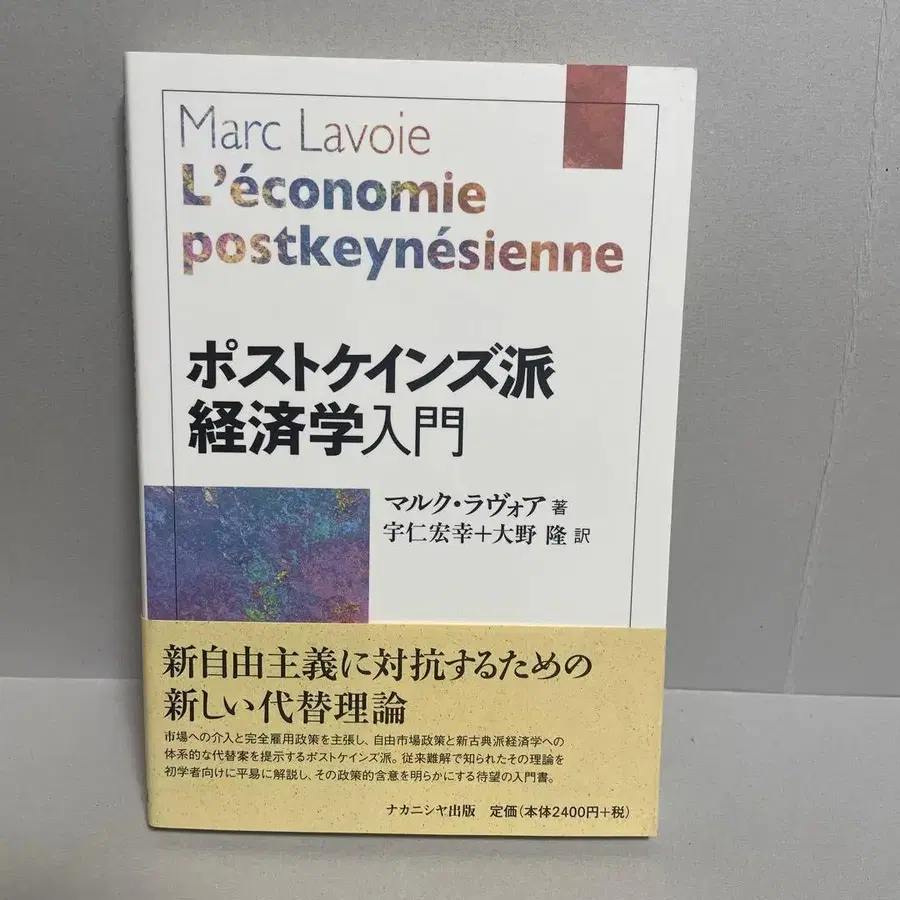 Marc Lavoie
L'économie
postkeynésienne
ポストケインズ派
経済学入門
マルク・ラヴォア 著
宇仁宏幸+大野 隆 訳
新自由主義に対抗するための
新しい代替理論
市場への介入と完全雇用政策を主張し、自由市場政策と新古典派経済学への
体系的な代替案を提示するポストケインズ派。従来難解で知られたその理論を
初学者向けに平易に解説し、その政策的含意を明らかにする待望の入門書。
ナカニシヤ出版 定価(本体2400円+税)